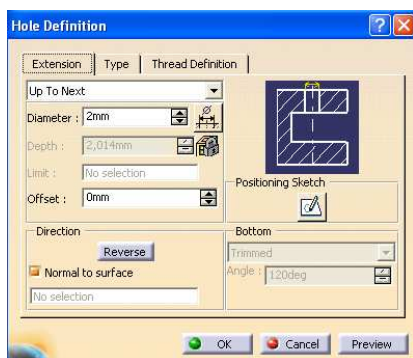 Hole Definition
Extension Type Thread Definition
Up To Next
Diameter : 2mm
Depth : 2,014mm
Limit : No selection
Offset : 0mm
Positioning Sketch
Direction
Reverse
Normal to surface
No selection
Bottom
Trimmed
Angle : 120deg
OK Cancel Preview